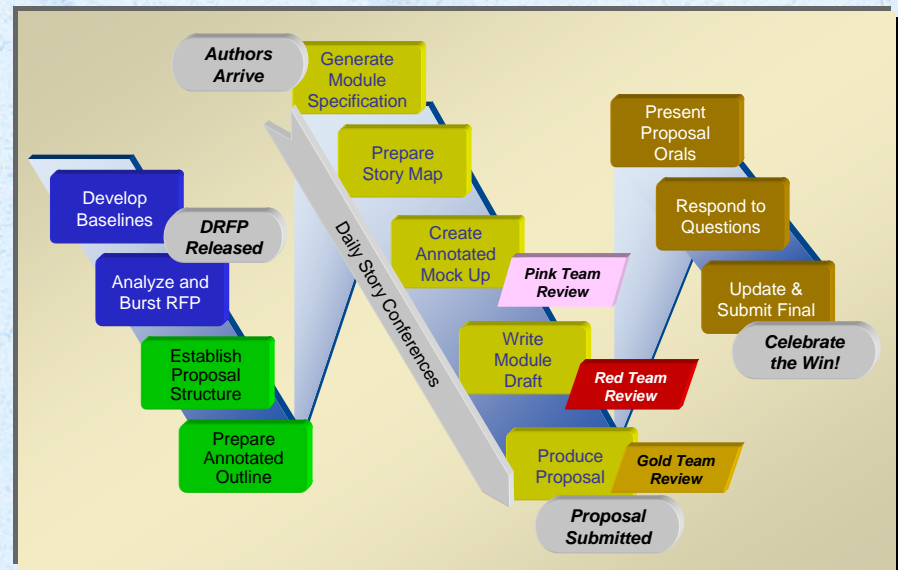 Authors
Arrive
Generate
Module
Specification
Prepare
Story Map
Create
Annotated
Mock Up
Pink Team
Review
Write
Module
Draft
Red Team
Review
Produce
Proposal
Gold Team
Review
Proposal
Submitted
Daily Story Conferences
Develop
Baselines
DRFP
Released
Analyze and
Burst RFP
Establish
Proposal
Structure
Prepare
Annotated
Outline
Present
Proposal
Orals
Respond to
Questions
Update &
Submit Final
Celebrate
the Win!